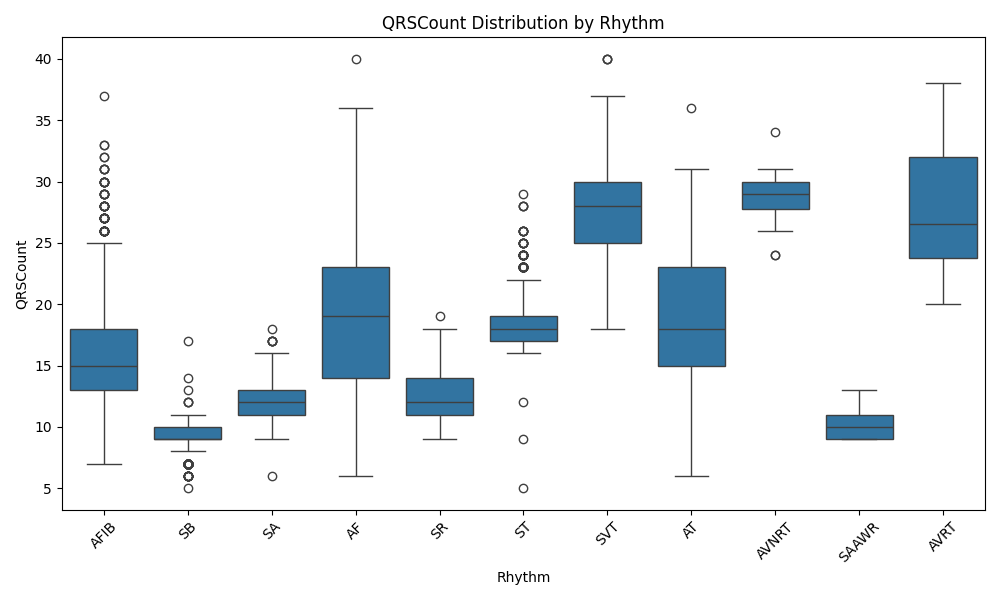 QRSCount Distribution by Rhythm
QRSCount
40
35
30
25
20
15
10
5
AFIB
SB
SA
AF
SR
ST
SVT
AT
AVNRT
SAAWR
AVRT
Rhythm